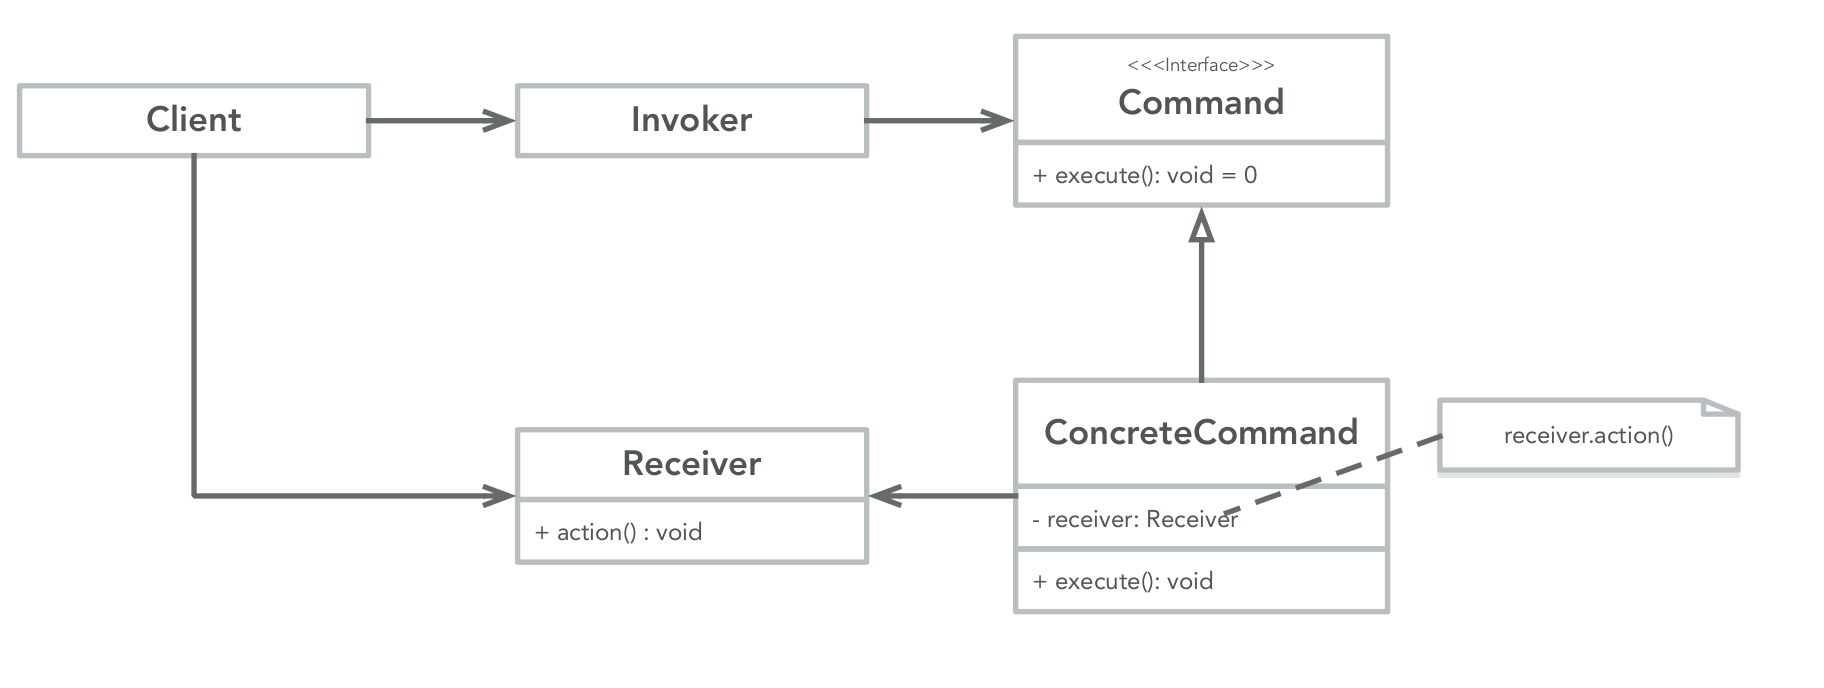 Client
Invoker
<<<Interface>>>
Command
+ execute(): void = 0
Receiver
+ action() : void
ConcreteCommand
- receiver: Receiver
+ execute(): void
receiver.action()